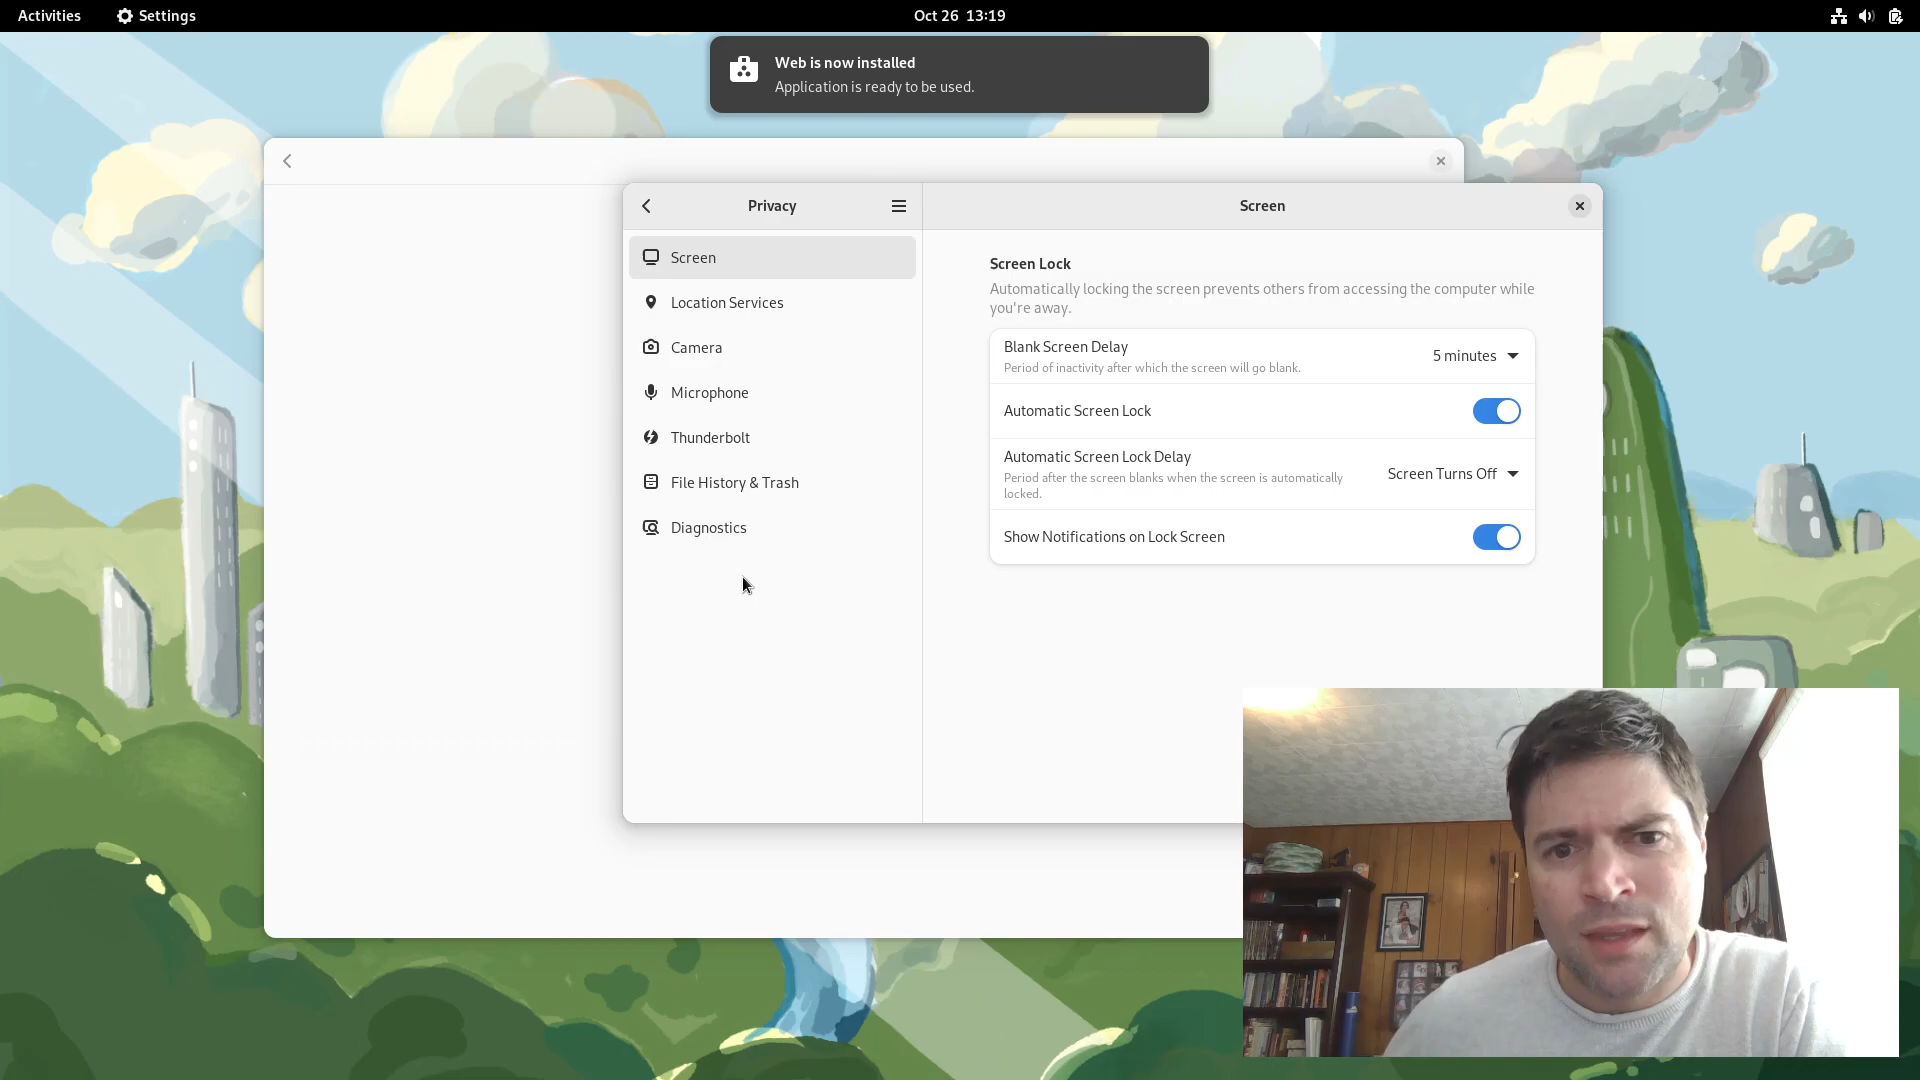 Activities
Settings
Oct 26 13:19
Web is now installed
Application is ready to be used.
Privacy
Screen
Location Services
Camera
Microphone
Thunderbolt
File History & Trash
Diagnostics
Screen
Screen Lock
Automatically locking the screen prevents others from accessing the computer while
you're away.
Blank Screen Delay
Period of inactivity after which the screen will go blank.
5 minutes
Automatic Screen Lock
Automatic Screen Lock Delay
Period after the screen blanks when the screen is automatically
locked.
Screen Turns Off
Show Notifications on Lock Screen